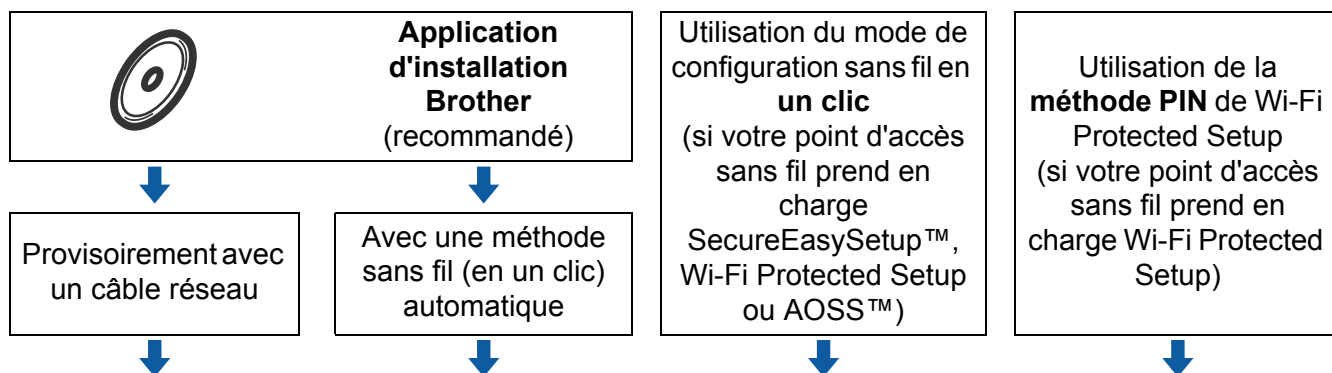 Application
d'installation
Brother
(recommandé)
Provisoirement avec
un câble réseau
Avec une méthode
sans fil (en un clic)
automatique
Utilisation du mode de
configuration sans fil en
un clic
(si votre point d'accès
sans fil prend en
charge
SecureEasySetup™,
Wi-Fi Protected Setup
ou AOSS™)
Utilisation de la
méthode PIN de Wi-Fi
Protected Setup
(si votre point d'accès
sans fil prend en
charge Wi-Fi Protected
Setup)